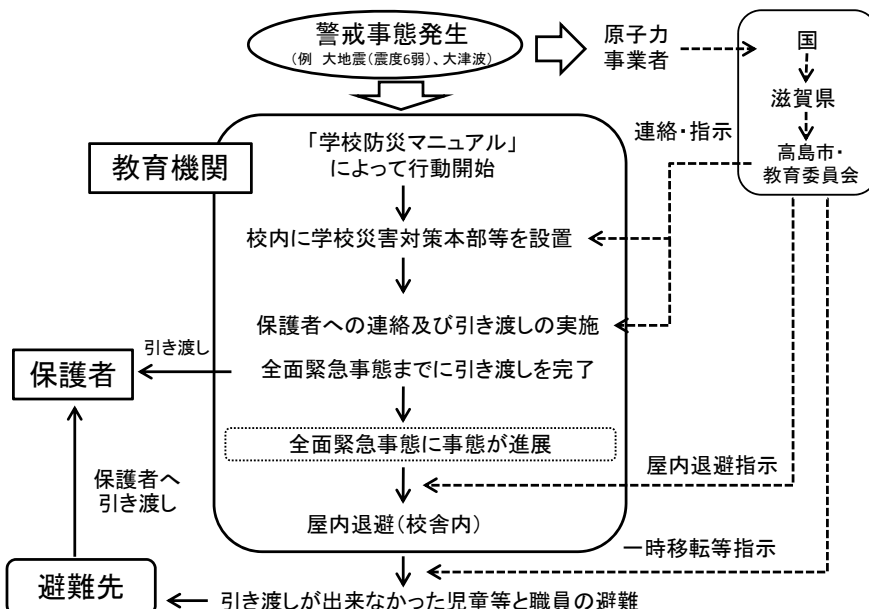 警戒事態発生
(例 大地震(震度6弱)、大津波)
原子力
事業者
国
滋賀県
高島市・
教育委員会
連絡・指示
教育機関
「学校防災マニュアル」
によって行動開始
校内に学校災害対策本部等を設置
保護者への連絡及び引き渡しの実施
引き渡し
保護者
全面緊急事態までに引き渡しを完了
全面緊急事態に事態が進展
屋内退避指示
保護者へ
引き渡し
屋内退避(校舎内)
一時移転等指示
避難先
引き渡しが出来なかった児童等と職員の避難